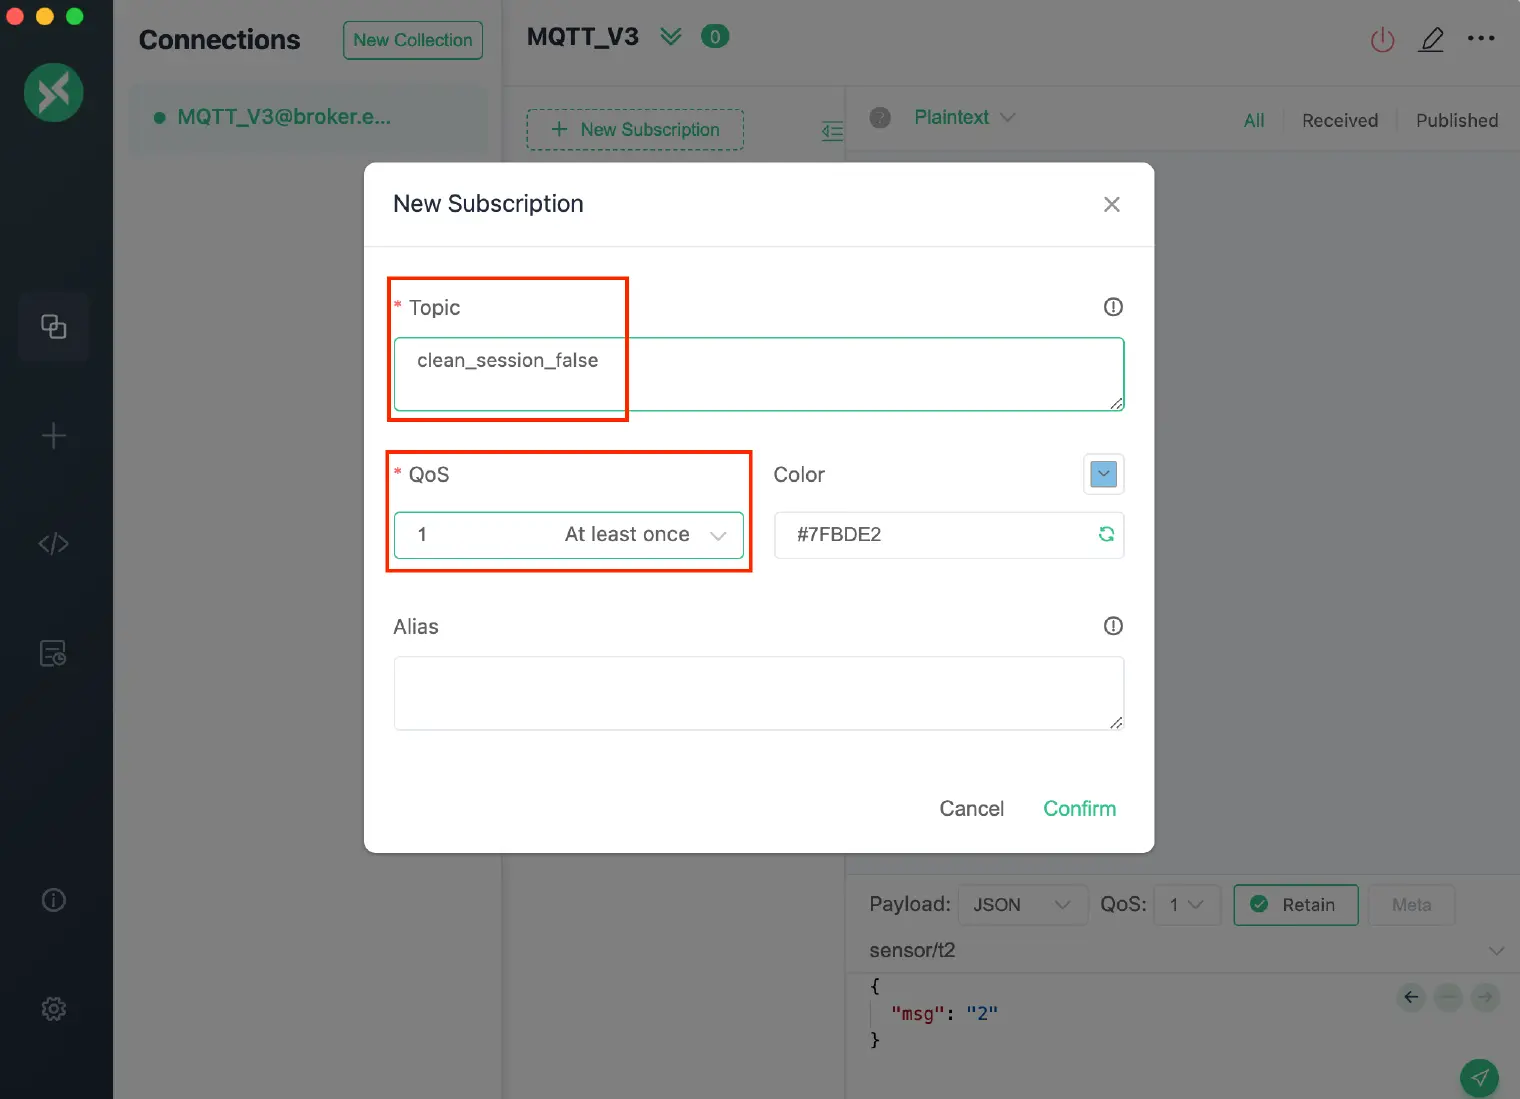 Connections
New Collection
MQTT_V3@broker.e...
MQTT_V3
0
+ New Subscription
?
Plaintext
All
Received
Published
New Subscription
* Topic
clean_session_false
* QoS
1 At least once
Color
#7FBDE2
Alias
Cancel
Confirm
Payload: JSON QoS: 1 Retain Meta
sensor/t2
{
"msg": "2"
}